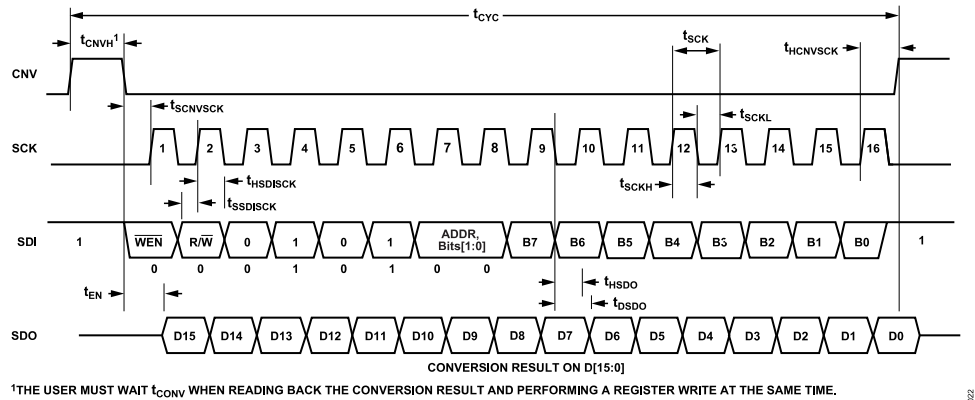 tCYC
tCNVH1
tSCK
tHCNVSCK
CNV
tSCNVSCK
tSCKL
SCK 1 2 3 4 5 6 7 8 9 10 11 12 13 14 15 16
tHSDISCK
tSCKH
tSSDISCK
SDI 1 WEN R/W 0 1 0 1 ADDR, Bits[1:0] B7 B6 B5 B4 B3 B2 B1 B0 1
0 0 0 1 0 1 0 0
tHSDO
tEN
tDSDO
SDO D15 D14 D13 D12 D11 D10 D9 D8 D7 D6 D5 D4 D3 D2 D1 D0
CONVERSION RESULT ON D[15:0]
1THE USER MUST WAIT tCONV WHEN READING BACK THE CONVERSION RESULT AND PERFORMING A REGISTER WRITE AT THE SAME TIME.
022